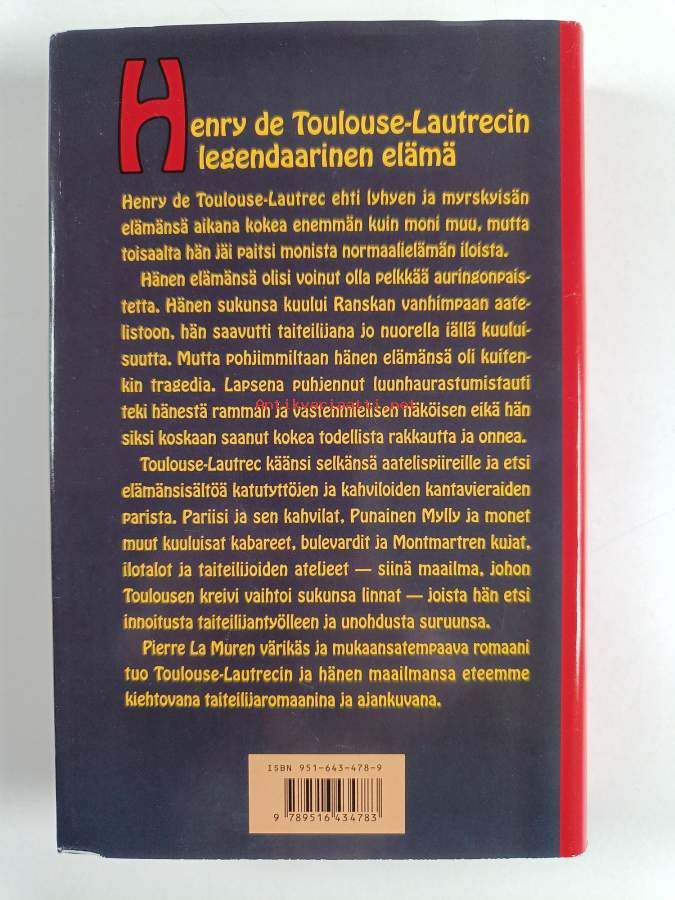 Henry de Toulouse-Lautrecin
legendaarinen elämä
Henry de Toulouse-Lautrec ehti lyhyen ja myrskyisän
elämänsä aikana kokea enemmän kuin moni muu, mutta
toisaalta hän jäi paitsi monista normaalielämän iloista.
Hänen elämänsä olisi voinut olla pelkkää auringonpais-
tetta. Hänen sukunsa kuului Ranskan vanhimpaan aate-
listoon, hän saavutti taiteilijana jo nuorella iällä kuului-
suutta. Mutta pohjimmiltaan hänen elämänsä oli kuiten-
kin tragedia. Lapsena puhjennut luunhaurastumistauti
Antikvariaatti.net
teki hänestä ramman ja vastenmielisen näköisen eikä hän
siksi koskaan saanut kokea todellista rakkautta ja onnea.
Toulouse-Lautrec käänsi selkänsä aatelispiireille ja etsi
elämänsisältöä katutyttöjen ja kahviloiden kantavieraiden
parista. Pariisi ja sen kahvilat, Punainen Mylly ja monet
muut kuuluisat kabareet, bulevardit ja Montmartren kujat,
ilotalot ja taiteilijoiden ateljeet — siinä maailma, johon
Toulousen kreivi vaihtoi sukunsa linnat — joista hän etsi
innoitusta taiteilijantyölleen ja unohdusta suruunsa.
Pierre La Muren värikäs ja mukaansatempaava romaani
tuo Toulouse-Lautrecin ja hänen maailmansa eteemme
kiehtovana taiteilijaromaanina ja ajankuvana.
ISBN 951-643-478-9
9 789516 434783